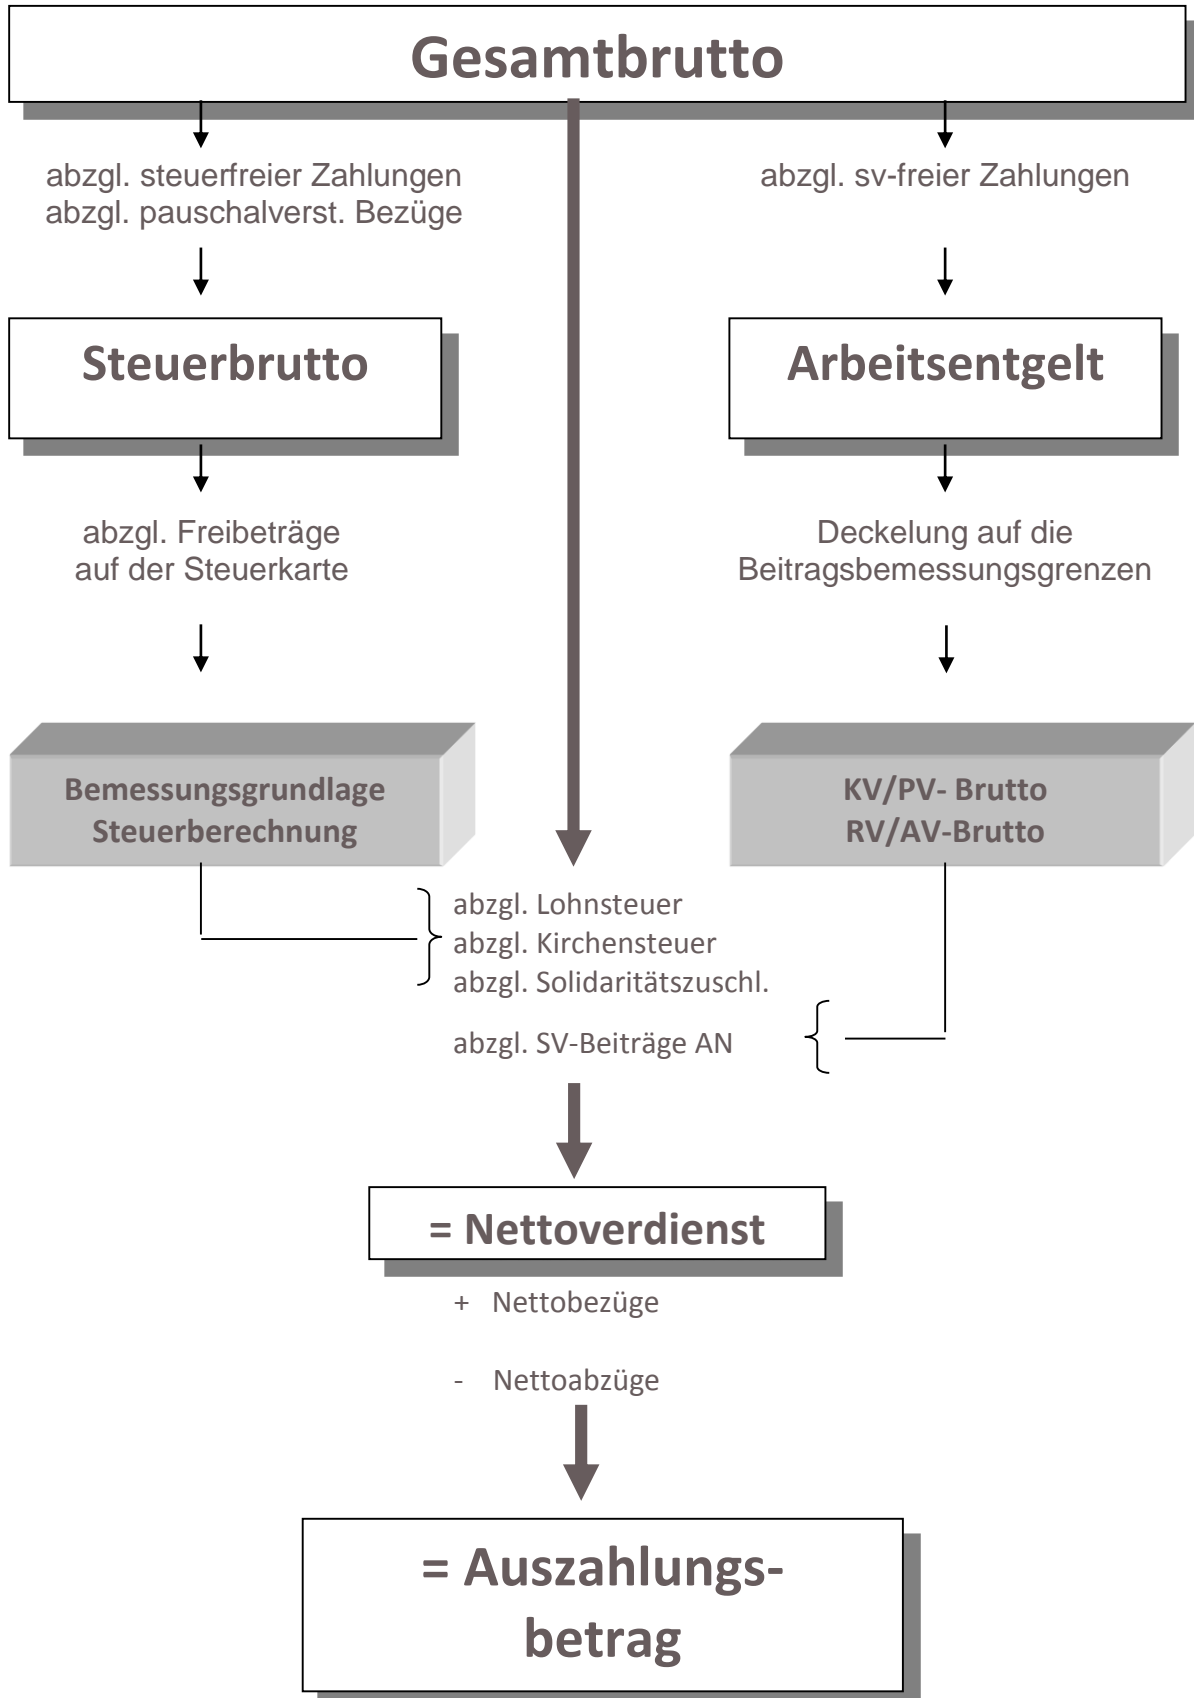 Gesamtbrutto
abzgl. steuerfreier Zahlungen
abzgl. pauschalverst. Bezüge
abzgl. sv-freier Zahlungen
Steuerbrutto
Arbeitsentgelt
abzgl. Freibeträge
auf der Steuerkarte
Deckelung auf die
Beitragsbemessungsgrenzen
Bemessungsgrundlage
Steuerberechnung
KV/PV- Brutto
RV/AV-Brutto
abzgl. Lohnsteuer
abzgl. Kirchensteuer
abzgl. Solidaritätszuschl.
abzgl. SV-Beiträge AN
= Nettoverdienst
+ Nettobezüge
- Nettoabzüge
= Auszahlungs-
betrag